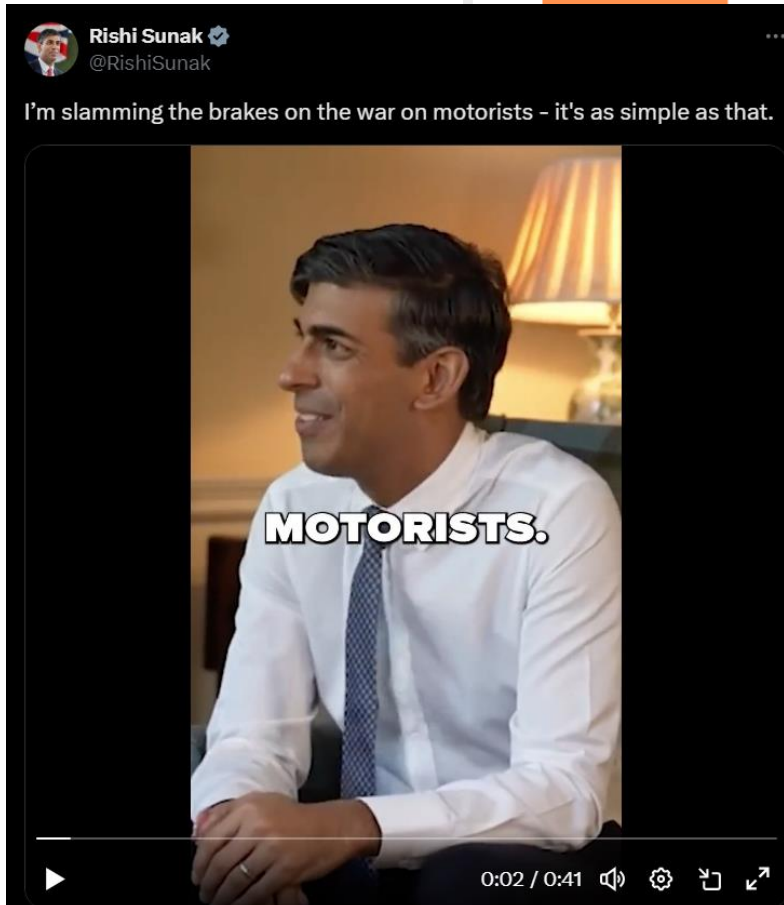 Rishi Sunak
@RishiSunak
I’m slamming the brakes on the war on motorists - it's as simple as that.
MOTORISTS.
0:02 / 0:41